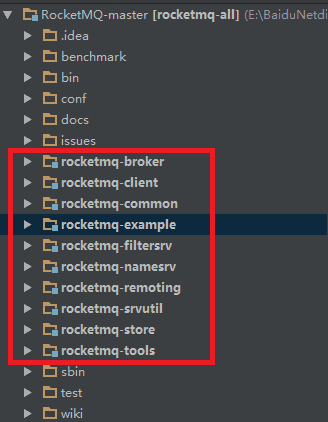 RocketMQ-master [rocketmq-all] (E:\BaiduNetdi
.idea
benchmark
bin
conf
docs
issues
rocketmq-broker
rocketmq-client
rocketmq-common
rocketmq-example
rocketmq-filtersrv
rocketmq-namesrv
rocketmq-remoting
rocketmq-srvutil
rocketmq-store
rocketmq-tools
sbin
test
wiki